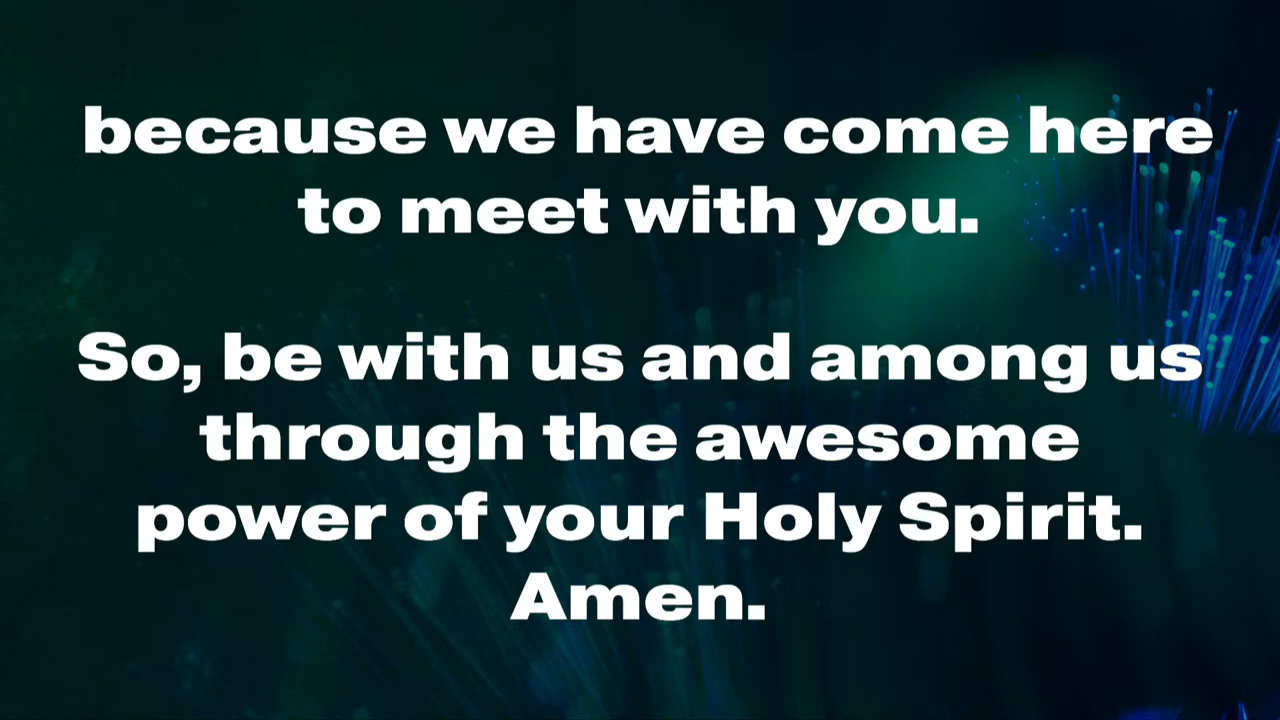 because we have come here
to meet with you.
So, be with us and among us
through the awesome
power of your Holy Spirit.
Amen.